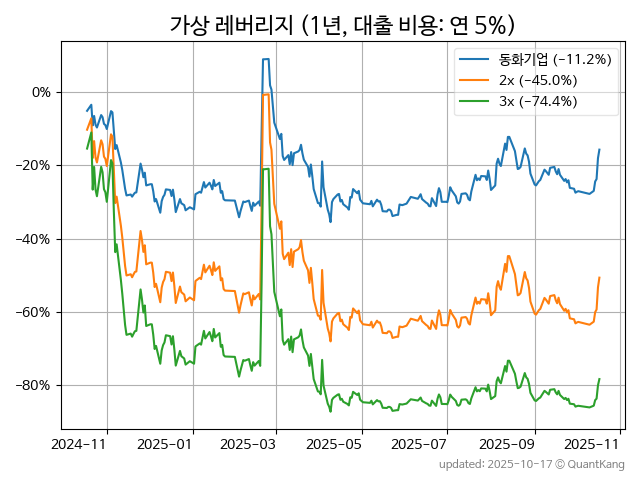 가상 레버리지 (1년, 대출 비용: 연 5%)
동화기업 (−11.2%)
2x (−45.0%)
3x (−74.4%)
0%
−20%
−40%
−60%
−80%
2024-11
2025-01
2025-03
2025-05
2025-07
2025-09
2025-11
updated: 2025-10-17 © QuantKang